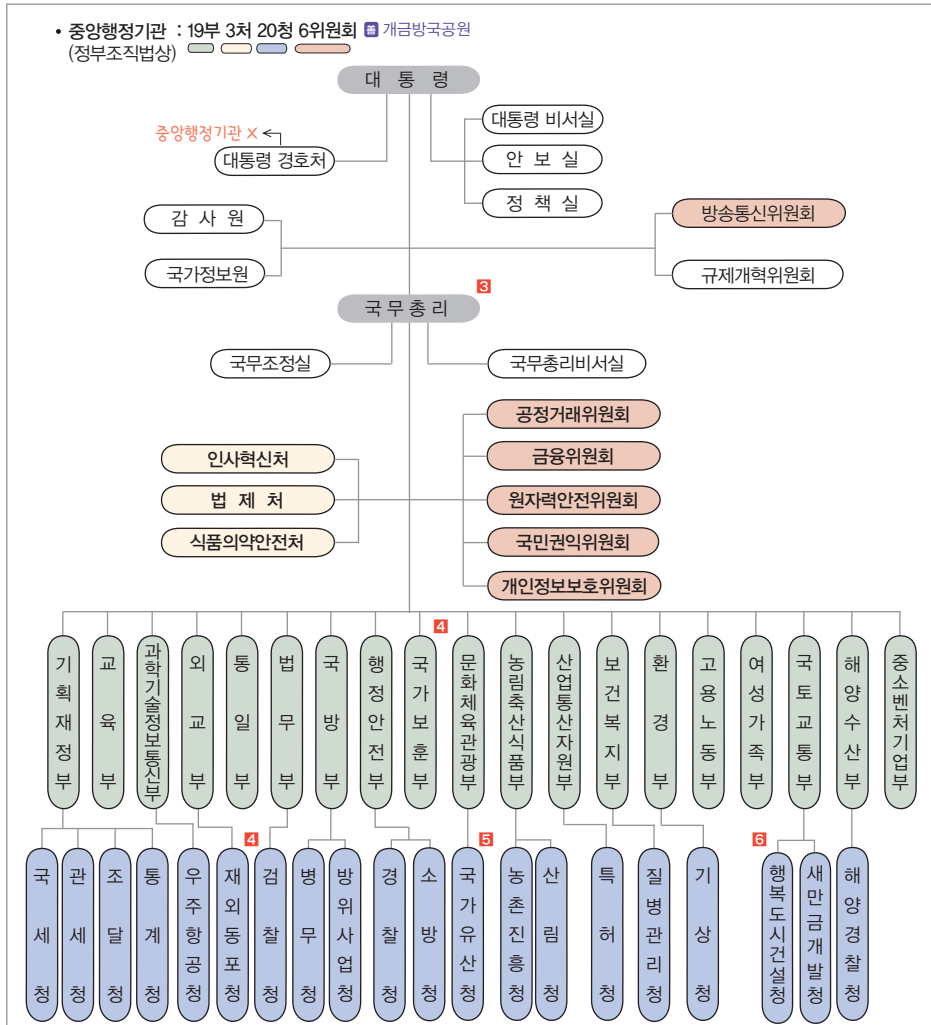 • 중앙행정기관 : 19부 3처 20청 6위원회 善 개금방국공원
(정부조직법상)
대 통 령
대통령 비서실
중앙행정기관 X
대통령 경호처
안 보 실
정 책 실
감 사 원
방송통신위원회
국가정보원
규제개혁위원회
3
국 무 총 리
국무조정실
국무총리비서실
공정거래위원회
인사혁신처
금융위원회
법 제 처
원자력안전위원회
식품의약안전처
국민권익위원회
개인정보보호위원회
4
기획재정부
교육부
과학기술정보통신부
외교부
통일부
법무부
국방부
행정안전부
국가보훈부
문화체육관광부
농림축산식품부
산업통산자원부
보건복지부
환경부
고용노동부
여성가족부
국토교통부
해양수산부
중소벤처기업부
4
5
6
국세청
관세청
조달청
통계청
우주항공청
재외동포청
검찰청
병무청
방위사업청
경찰청
소방청
국가유산청
농촌진흥청
산림청
특허청
질병관리청
기상청
행복도시건설청
새만금개발청
해양경찰청